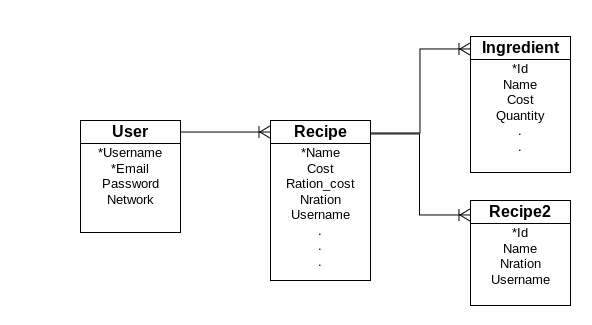 User
*Username
*Email
Password
Network
Recipe
*Name
Cost
Ration_cost
Nration
Username
.
.
.
Ingredient
*Id
Name
Cost
Quantity
.
.
Recipe2
*Id
Name
Nration
Username